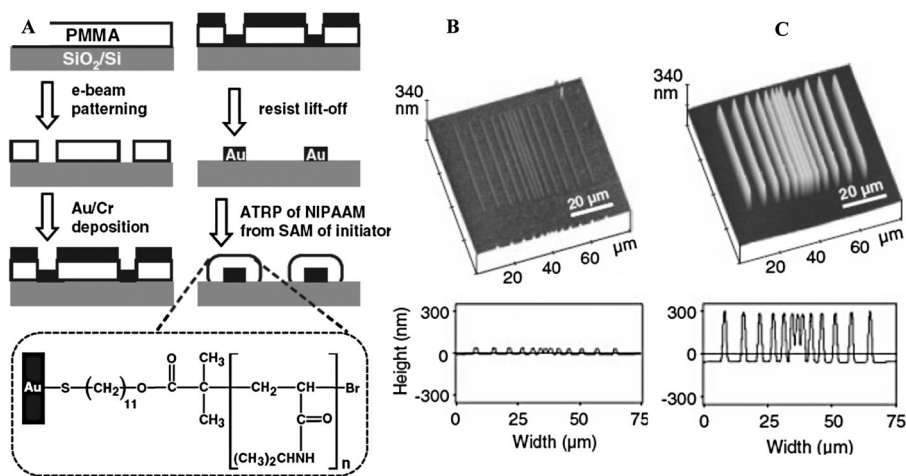 A
PMMA
SiO2/Si
e-beam
patterning
Au/Cr
deposition
resist lift-off
Au Au
ATRP of NIPAAM
from SAM of initiator
Au
S
(CH2)
11
O
C
O
CH3
C
CH3
CH2
CH
Br
C
O
(CH3)2CHNH
n
B
340
nm
20 µm
20 40 60 µm
Height (nm)
300
0
-300
0 25 50 75
Width (µm)
C
340
nm
20 µm
20 40 60 µm
300
0
-300
0 25 50 75
Width (µm)